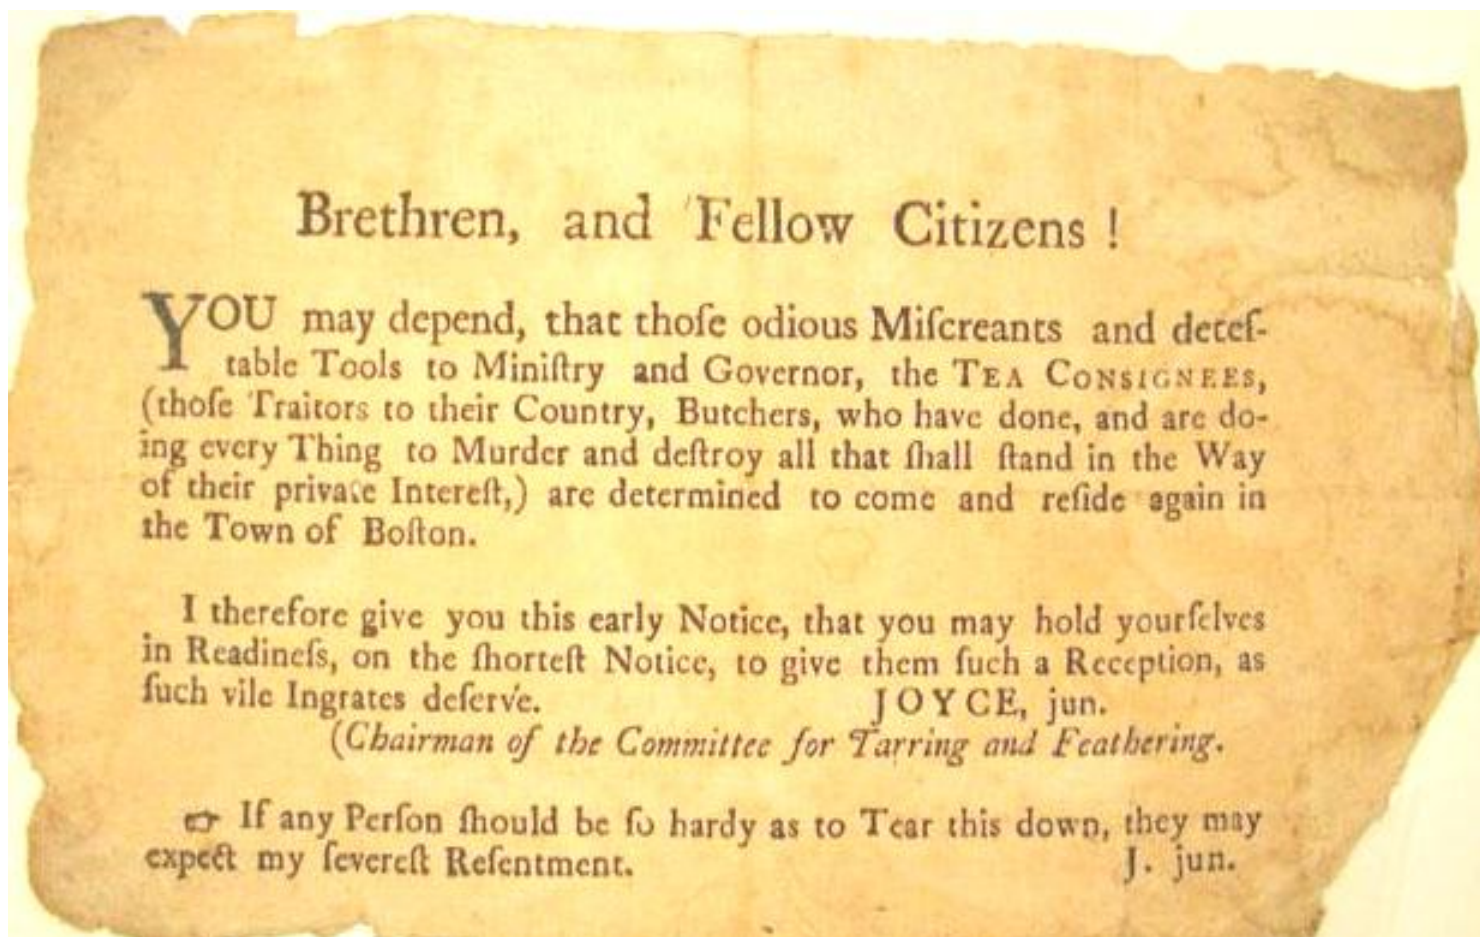 Brethren, and Fellow Citizens !
YOU may depend, that thoſe odious Miſcreants and deteſ-
table Tools to Miniſtry and Governor, the TEA CONSIGNEES,
(thoſe Traitors to their Country, Butchers, who have done, and are do-
ing every Thing to Murder and deſtroy all that ſhall ſtand in the Way
of their private Intereſt,) are determined to come and reſide again in
the Town of Boſton.
I therefore give you this early Notice, that you may hold yourſelves
in Readineſs, on the ſhorteſt Notice, to give them ſuch a Reception, as
ſuch vile Ingrates deſerve. JOYCE, jun.
(Chairman of the Committee for Tarring and Feathering.
☞ If any Perſon ſhould be ſo hardy as to Tear this down, they may
expect my ſevereſt Reſentment. J. jun.